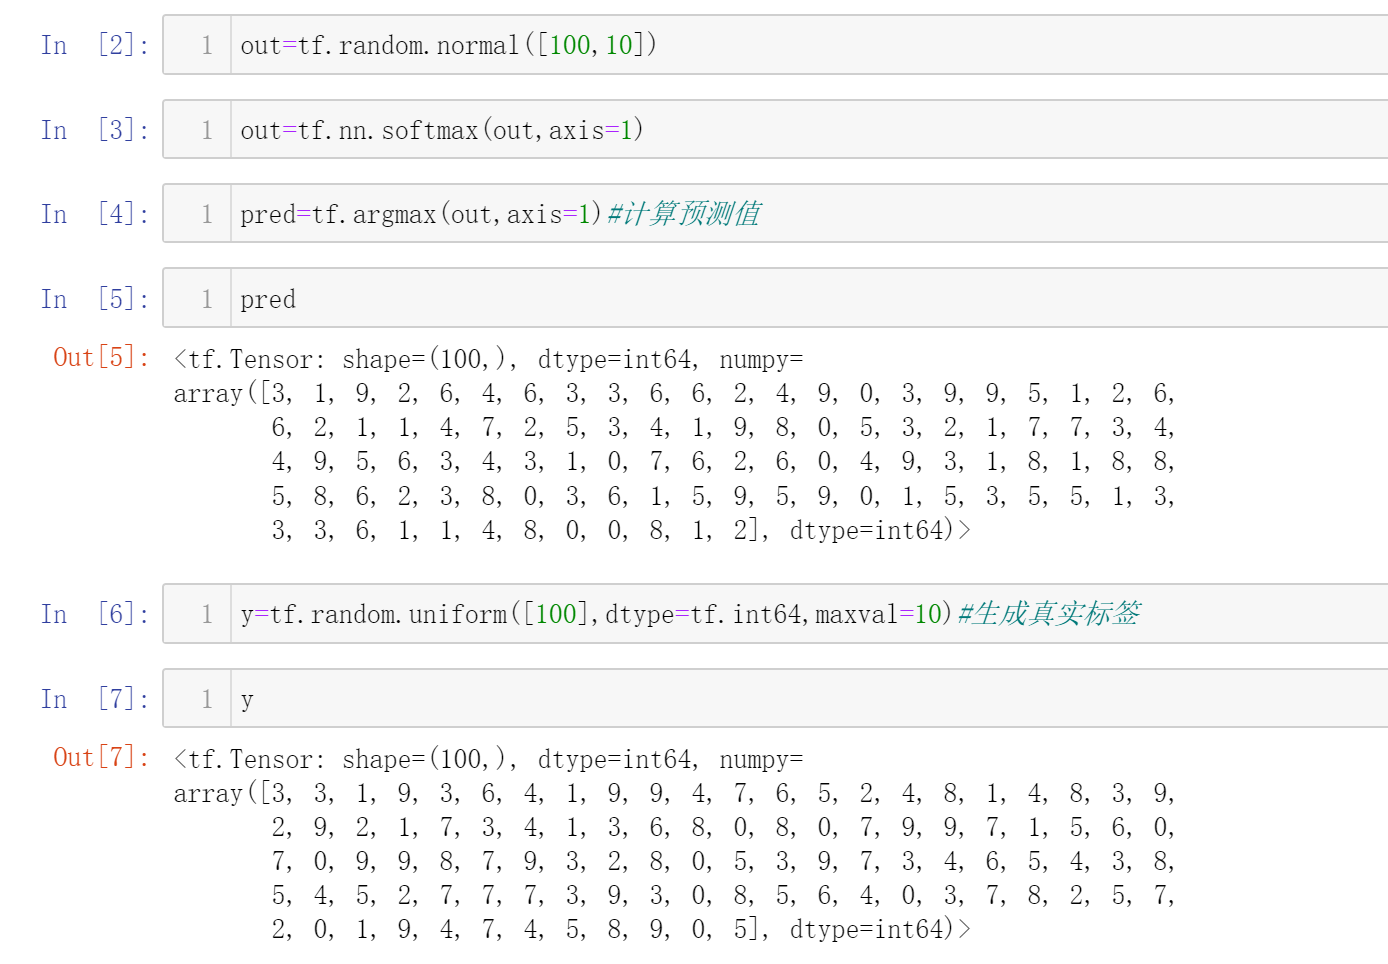 In [2]: 1 out=tf.random.normal([100,10])
In [3]: 1 out=tf.nn.softmax(out,axis=1)
In [4]: 1 pred=tf.argmax(out,axis=1)#计算预测值
In [5]: 1 pred
Out[5]: <tf.Tensor: shape=(100,), dtype=int64, numpy=
array([3, 1, 9, 2, 6, 4, 6, 3, 3, 6, 6, 2, 4, 9, 0, 3, 9, 9, 5, 1, 2, 6,
6, 2, 1, 1, 4, 7, 2, 5, 3, 4, 1, 9, 8, 0, 5, 3, 2, 1, 7, 7, 3, 4,
4, 9, 5, 6, 3, 4, 3, 1, 0, 7, 6, 2, 6, 0, 4, 9, 3, 1, 8, 1, 8, 8,
5, 8, 6, 2, 3, 8, 0, 3, 6, 1, 5, 9, 5, 9, 0, 1, 5, 3, 5, 5, 1, 3,
3, 3, 6, 1, 1, 4, 8, 0, 0, 8, 1, 2], dtype=int64)>
In [6]: 1 y=tf.random.uniform([100],dtype=tf.int64,maxval=10)#生成真实标签
In [7]: 1 y
Out[7]: <tf.Tensor: shape=(100,), dtype=int64, numpy=
array([3, 3, 1, 9, 3, 6, 4, 1, 9, 9, 4, 7, 6, 5, 2, 4, 8, 1, 4, 8, 3, 9,
2, 9, 2, 1, 7, 3, 4, 1, 3, 6, 8, 0, 8, 0, 7, 9, 9, 7, 1, 5, 6, 0,
7, 0, 9, 9, 8, 7, 9, 3, 2, 8, 0, 5, 3, 9, 7, 3, 4, 6, 5, 4, 3, 8,
5, 4, 5, 2, 7, 7, 7, 3, 9, 3, 0, 8, 5, 6, 4, 0, 3, 7, 8, 2, 5, 7,
2, 0, 1, 9, 4, 7, 4, 5, 8, 9, 0, 5], dtype=int64)>